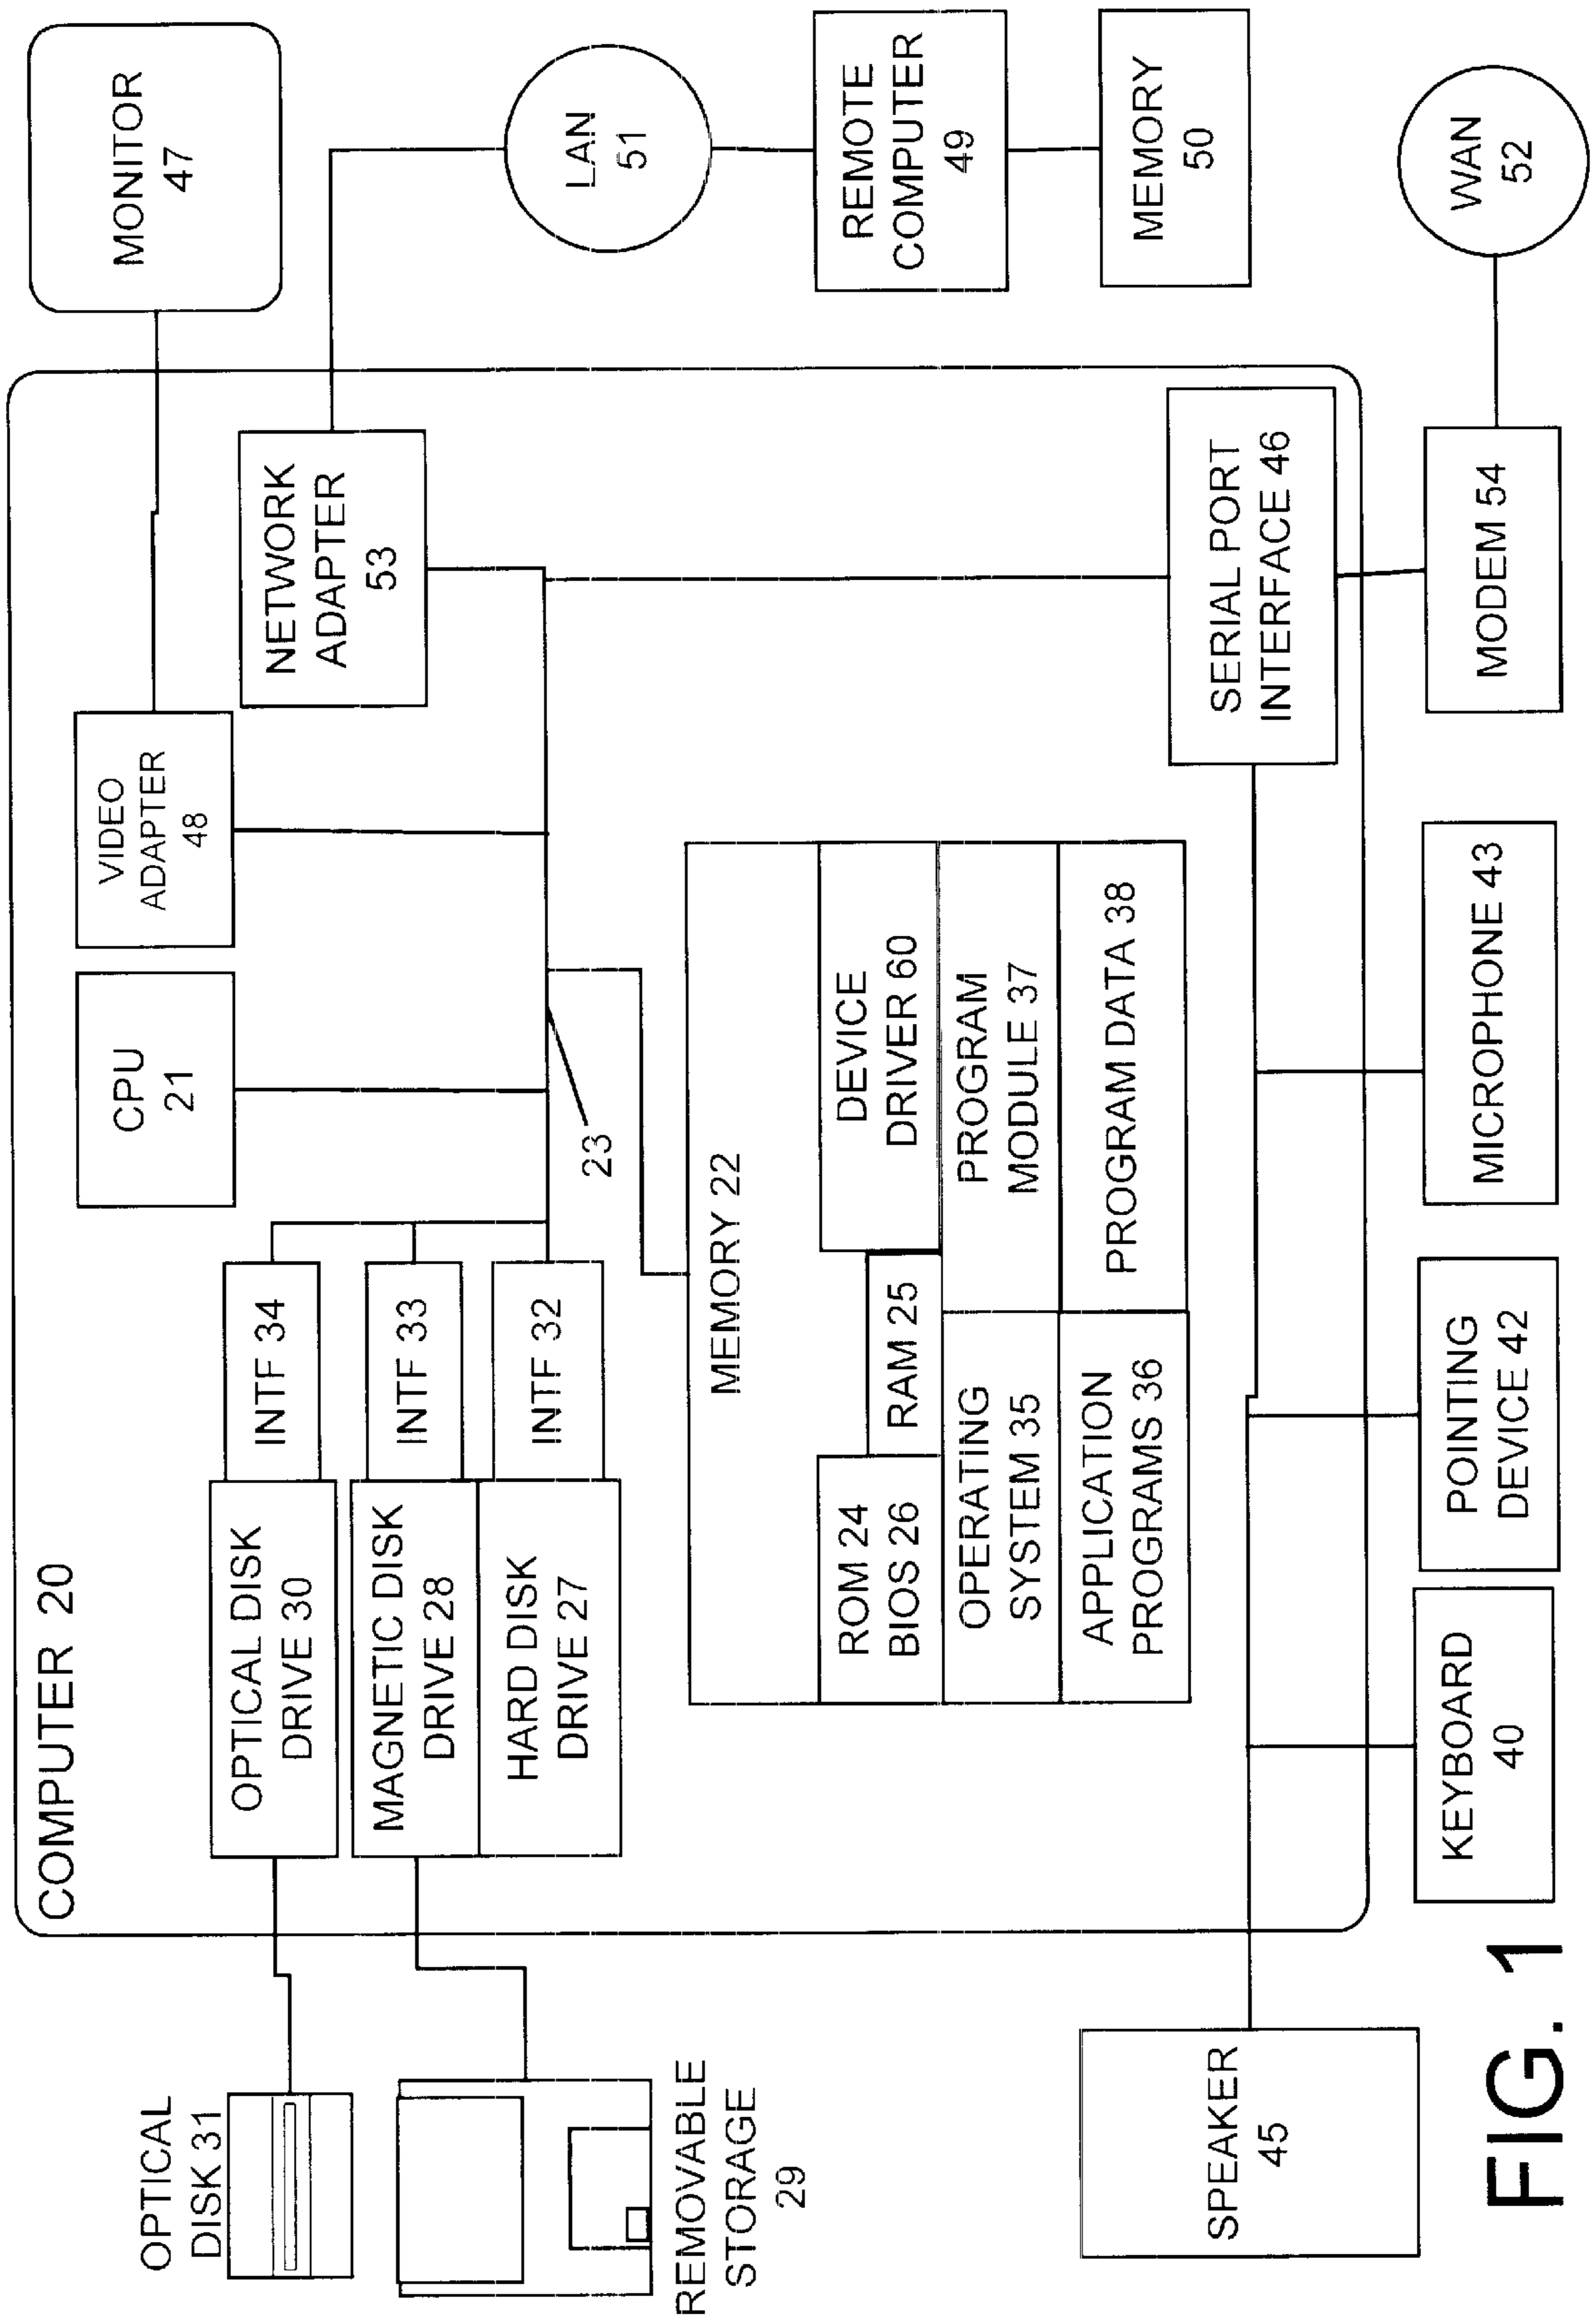 COMPUTER 20
OPTICAL
DISK 31
REMOVABLE
STORAGE
29
SPEAKER
45
OPTICAL DISK
DRIVE 30
MAGNETIC DISK
DRIVE 28
HARD DISK
DRIVE 27
INTF 34
INTF 33
INTF 32
CPU
21
VIDEO
ADAPTER
48
NETWORK
ADAPTER
53
MONITOR
47
23
MEMORY 22
ROM 24
BIOS 26
RAM 25
DEVICE
DRIVER 60
OPERATING
SYSTEM 35
PROGRAM
MODULE 37
APPLICATION
PROGRAMS 36
PROGRAM DATA 38
LAN
51
REMOTE
COMPUTER
49
MEMORY
50
SERIAL PORT
INTERFACE 46
KEYBOARD
40
POINTING
DEVICE 42
MICROPHONE 43
MODEM 54
WAN
52
FIG. 1